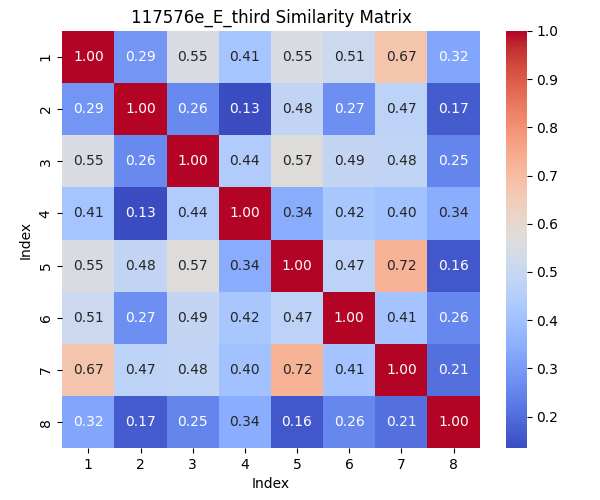 117576e_E_third Similarity Matrix
1 1.00 0.29 0.55 0.41 0.55 0.51 0.67 0.32
2 0.29 1.00 0.26 0.13 0.48 0.27 0.47 0.17
3 0.55 0.26 1.00 0.44 0.57 0.49 0.48 0.25
4 0.41 0.13 0.44 1.00 0.34 0.42 0.40 0.34
5 0.55 0.48 0.57 0.34 1.00 0.47 0.72 0.16
6 0.51 0.27 0.49 0.42 0.47 1.00 0.41 0.26
7 0.67 0.47 0.48 0.40 0.72 0.41 1.00 0.21
8 0.32 0.17 0.25 0.34 0.16 0.26 0.21 1.00
1 2 3 4 5 6 7 8
Index
Index
1.0
0.9
0.8
0.7
0.6
0.5
0.4
0.3
0.2